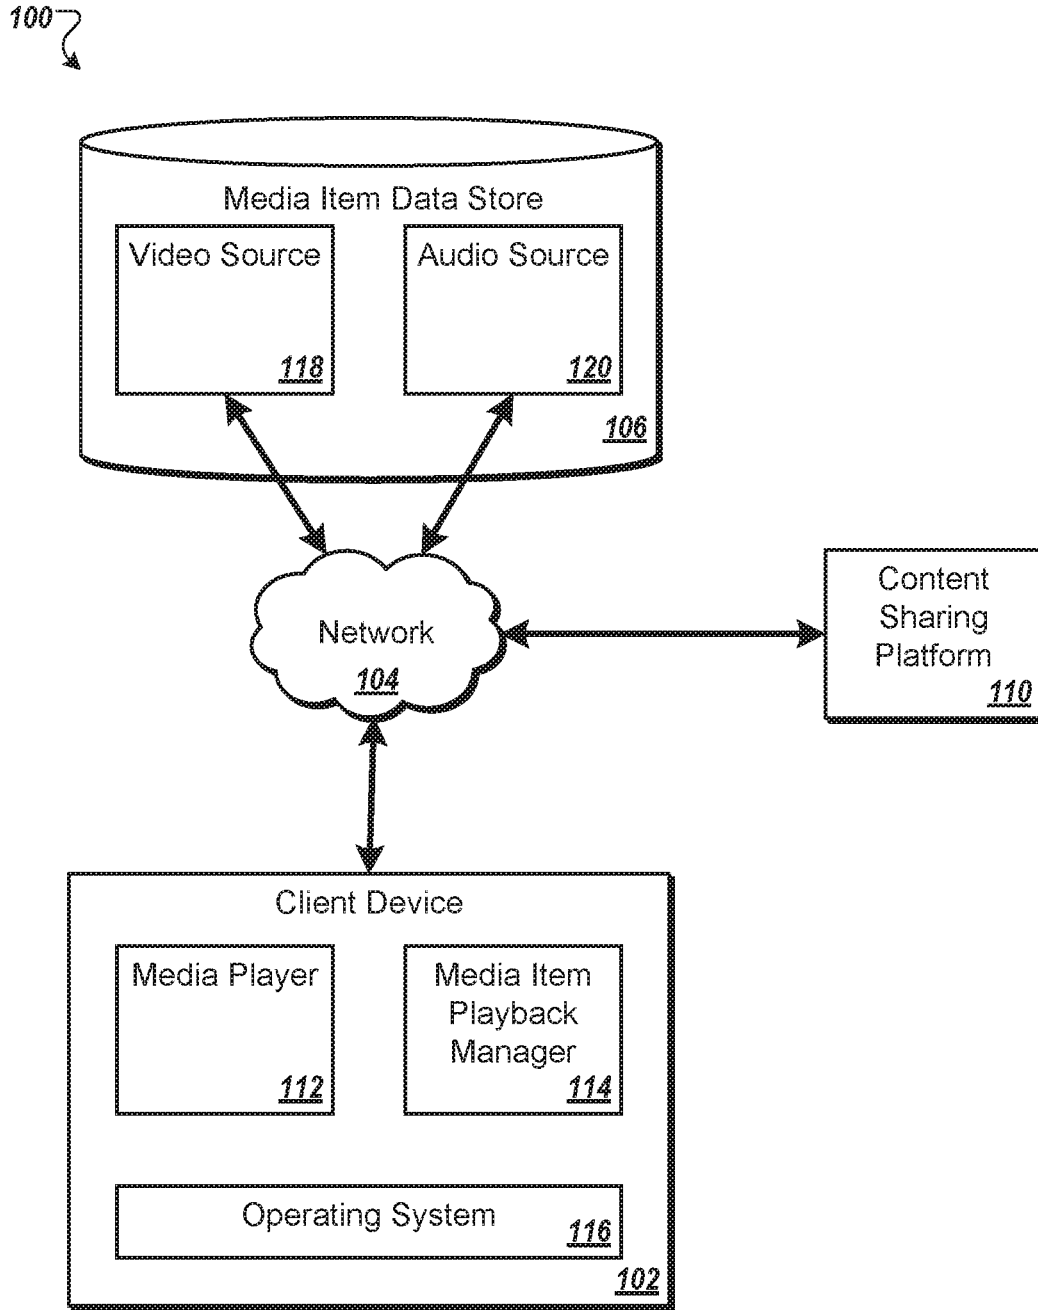 100
Media Item Data Store
Video Source
118
Audio Source
120
106
Network
104
Content
Sharing
Platform
110
Client Device
Media Player
112
Media Item
Playback
Manager
114
Operating System
116
102